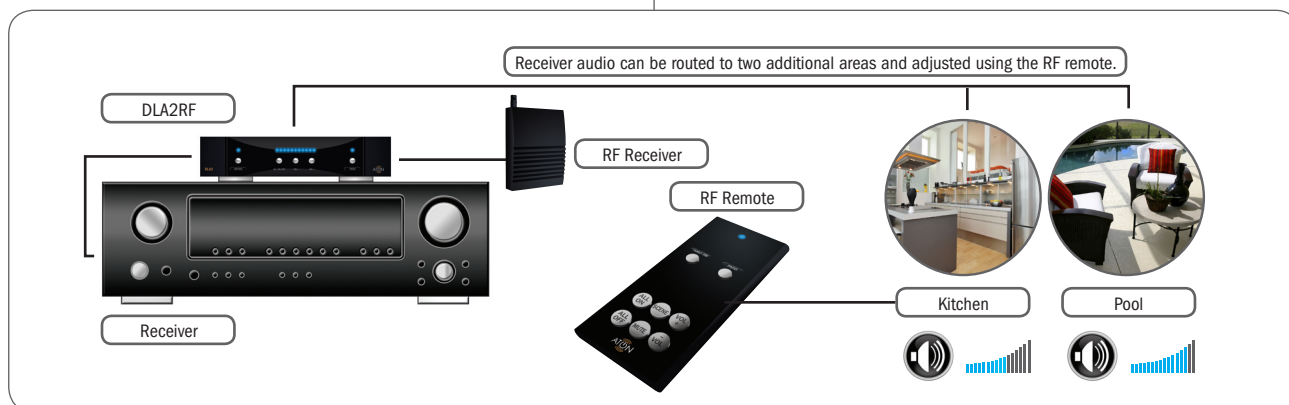 Receiver audio can be routed to two additional areas and adjusted using the RF remote.
DLA2RF
RF Receiver
RF Remote
ALL ON
SCENE
VOL +
ALL OFF
MUTE
VOL -
ATON
Kitchen
Pool
Receiver